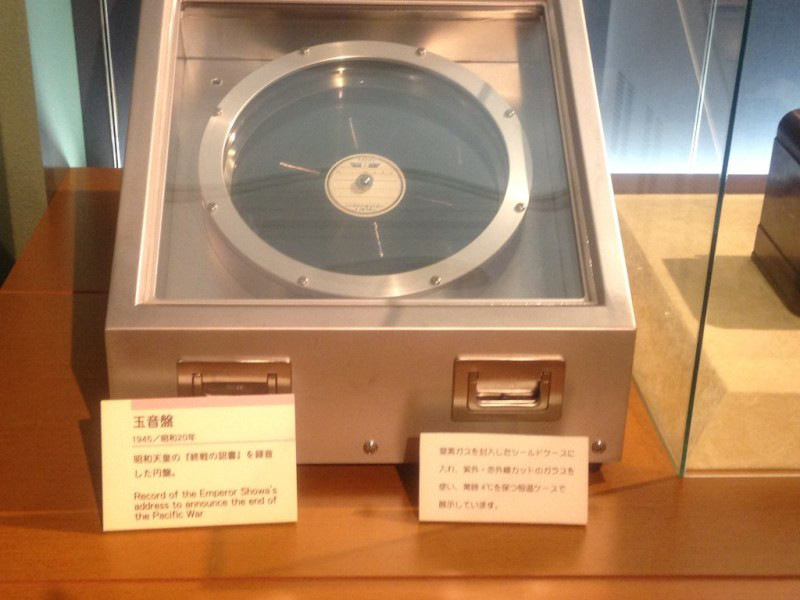 玉音盤
1945/昭和20年
昭和天皇の『終戦の詔書』を録音
した円盤。
Record of the Emperor Showa's
address to announce the end of
the Pacific War
窒素ガスを封入したシールドケースに
入れ、紫外・赤外線カットのガラスを
使い、常時4℃を保つ恒温ケースで
展示しています。